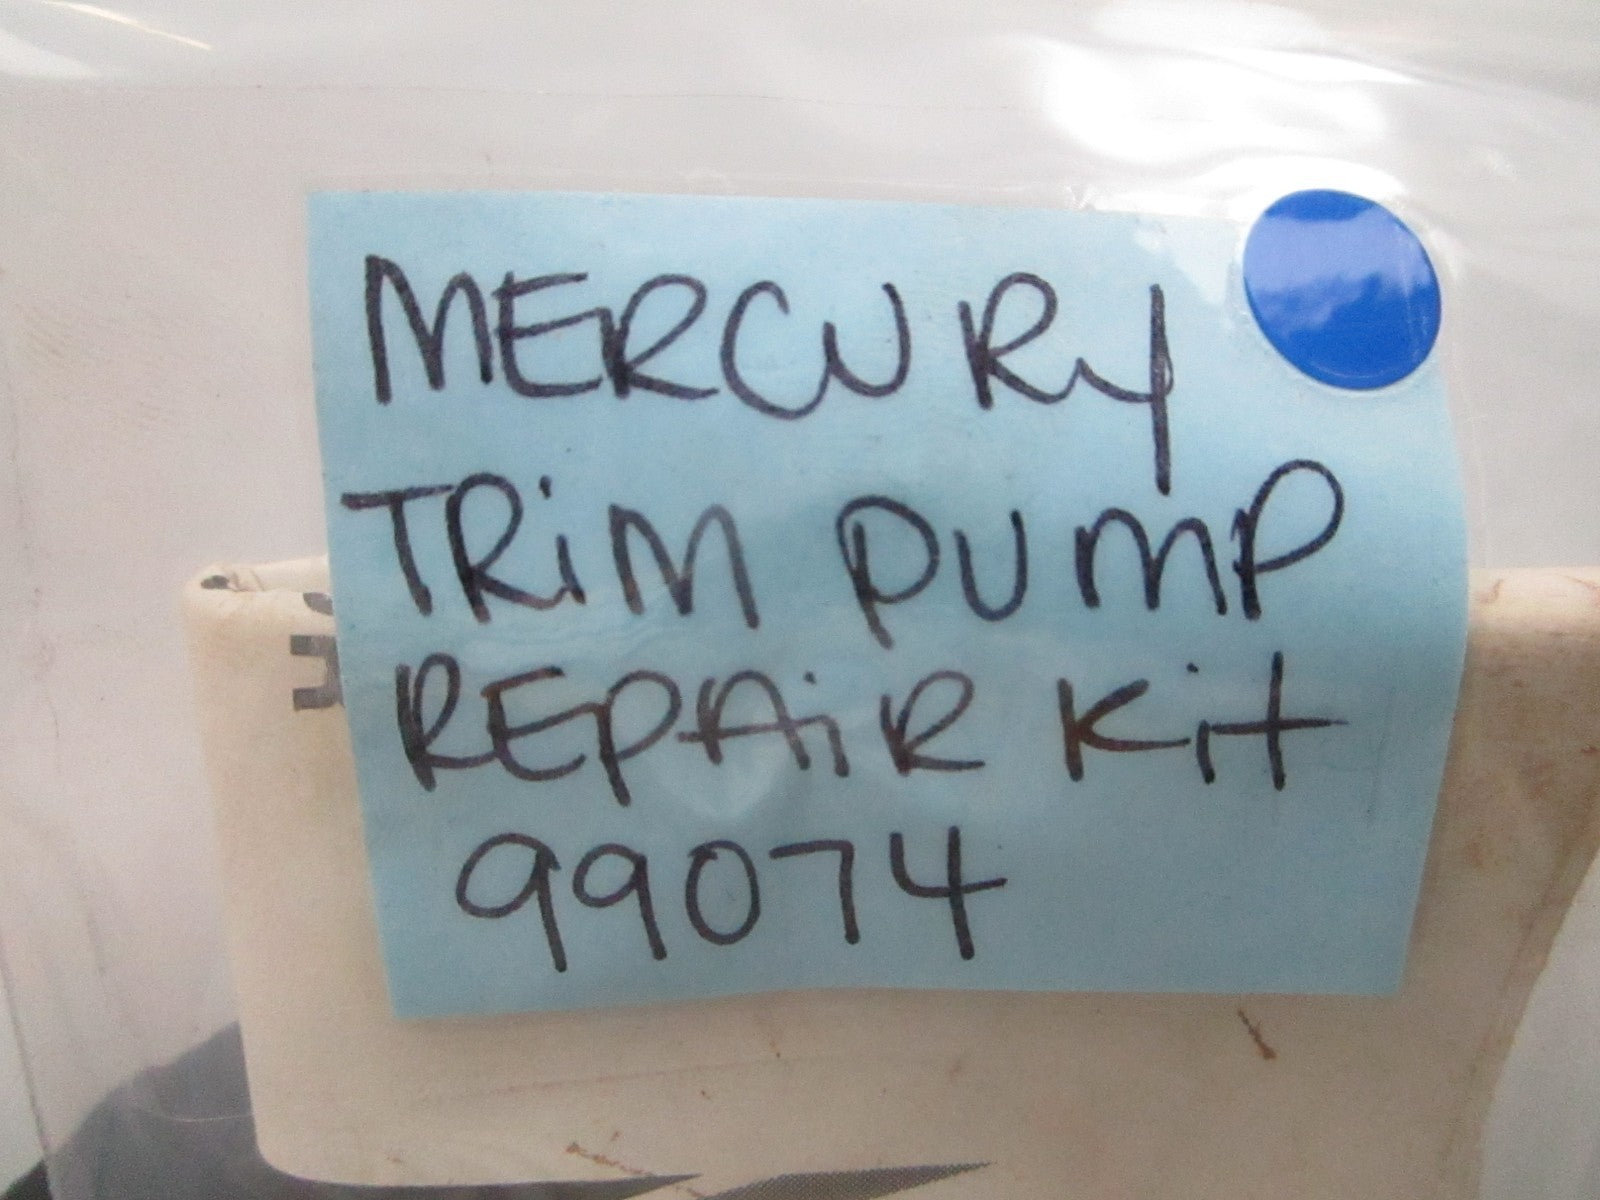 MERCURY
TRiM PUMP
REPAiR Kit
99074